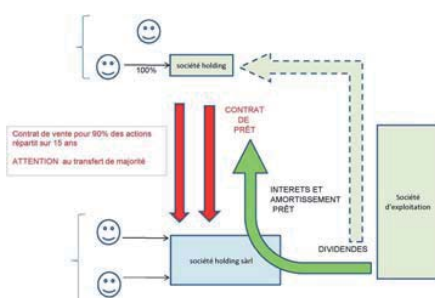 100%
société holding
CONTRAT
DE
PRÊT
Contrat de vente pour 90% des actions
réparti sur 15 ans
ATTENTION au transfert de majorité
INTERETS ET
AMORTISSEMENT
PRÊT
Société
d'exploitation
DIVIDENDES
société holding sàrl